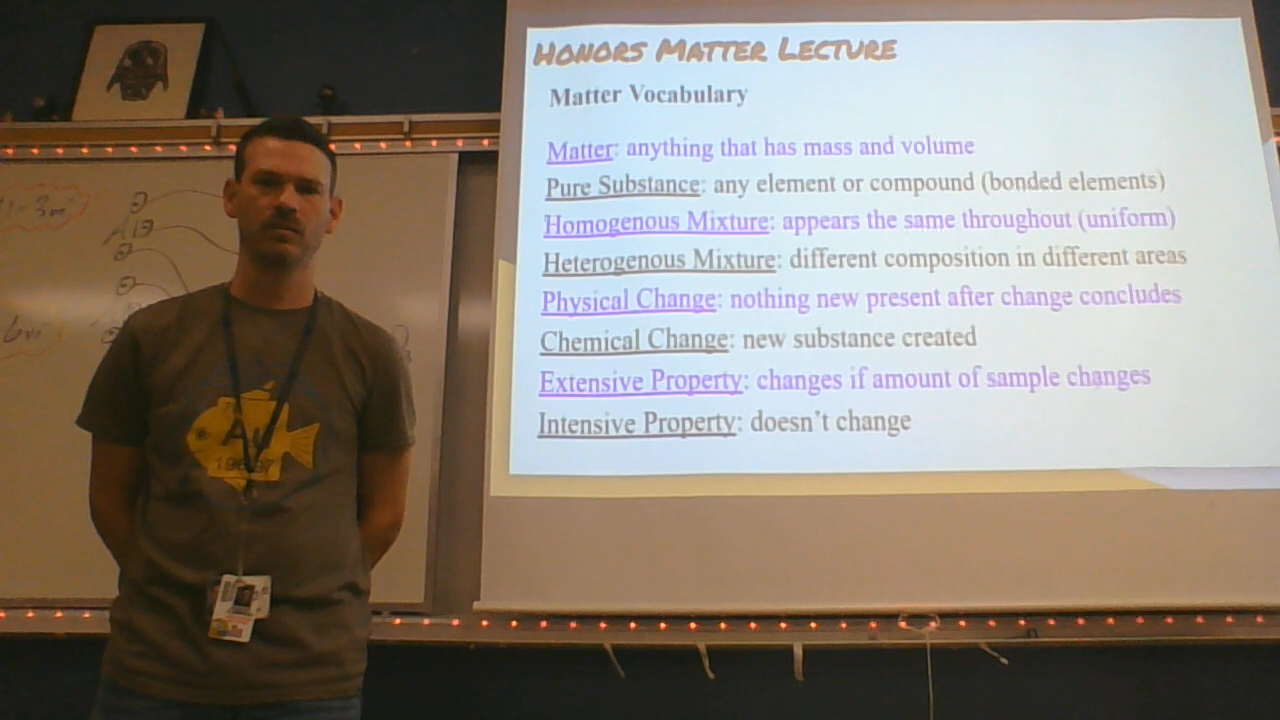 HONORS MATTER LECTURE
Matter Vocabulary
Matter: anything that has mass and volume
Pure Substance: any element or compound (bonded elements)
Homogenous Mixture: appears the same throughout (uniform)
Heterogenous Mixture: different composition in different areas
Physical Change: nothing new present after change concludes
Chemical Change: new substance created
Extensive Property: changes if amount of sample changes
Intensive Property: doesn't change
Au